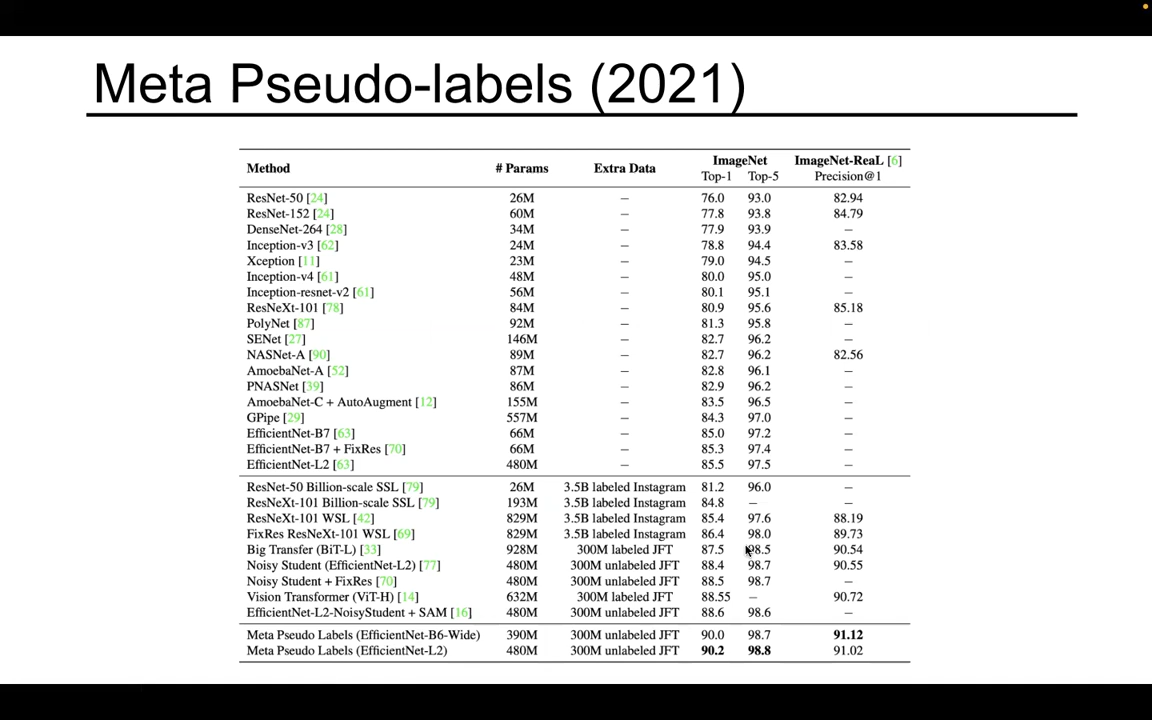 Meta Pseudo-labels (2021)
Method # Params Extra Data ImageNet ImageNet-ReaL [6]
Top-1 Top-5 Precision@1
ResNet-50 [24] 26M – 76.0 93.0 82.94
ResNet-152 [24] 60M – 77.8 93.8 84.79
DenseNet-264 [28] 34M – 77.9 93.9 –
Inception-v3 [62] 24M – 78.8 94.4 83.58
Xception [11] 23M – 79.0 94.5 –
Inception-v4 [61] 48M – 80.0 95.0 –
Inception-resnet-v2 [61] 56M – 80.1 95.1 –
ResNeXt-101 [78] 84M – 80.9 95.6 85.18
PolyNet [87] 92M – 81.3 95.8 –
SENet [27] 146M – 82.7 96.2 –
NASNet-A [90] 89M – 82.7 96.2 82.56
AmoebaNet-A [52] 87M – 82.8 96.1 –
PNASNet [39] 86M – 82.9 96.2 –
AmoebaNet-C + AutoAugment [12] 155M – 83.5 96.5 –
GPipe [29] 557M – 84.3 97.0 –
EfficientNet-B7 [63] 66M – 85.0 97.2 –
EfficientNet-B7 + FixRes [70] 66M – 85.3 97.4 –
EfficientNet-L2 [63] 480M – 85.5 97.5 –
ResNet-50 Billion-scale SSL [79] 26M 3.5B labeled Instagram 81.2 96.0 –
ResNeXt-101 Billion-scale SSL [79] 193M 3.5B labeled Instagram 84.8 – –
ResNeXt-101 WSL [42] 829M 3.5B labeled Instagram 85.4 97.6 88.19
FixRes ResNeXt-101 WSL [69] 829M 3.5B labeled Instagram 86.4 98.0 89.73
Big Transfer (BiT-L) [33] 928M 300M labeled JFT 87.5 98.5 90.54
Noisy Student (EfficientNet-L2) [77] 480M 300M unlabeled JFT 88.4 98.7 90.55
Noisy Student + FixRes [70] 480M 300M unlabeled JFT 88.5 98.7 –
Vision Transformer (ViT-H) [14] 632M 300M labeled JFT 88.55 – 90.72
EfficientNet-L2-NoisyStudent + SAM [16] 480M 300M unlabeled JFT 88.6 98.6 –
Meta Pseudo Labels (EfficientNet-B6-Wide) 390M 300M unlabeled JFT 90.0 98.7 91.12
Meta Pseudo Labels (EfficientNet-L2) 480M 300M unlabeled JFT 90.2 98.8 91.02